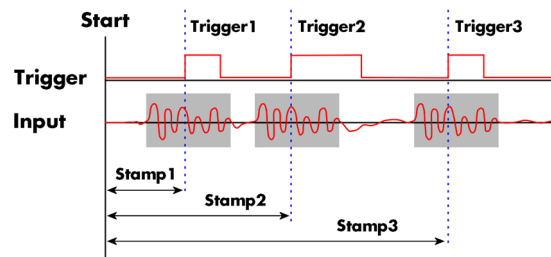 Start
Trigger1 Trigger2 Trigger3
Trigger
Input
Stamp1
Stamp2
Stamp3